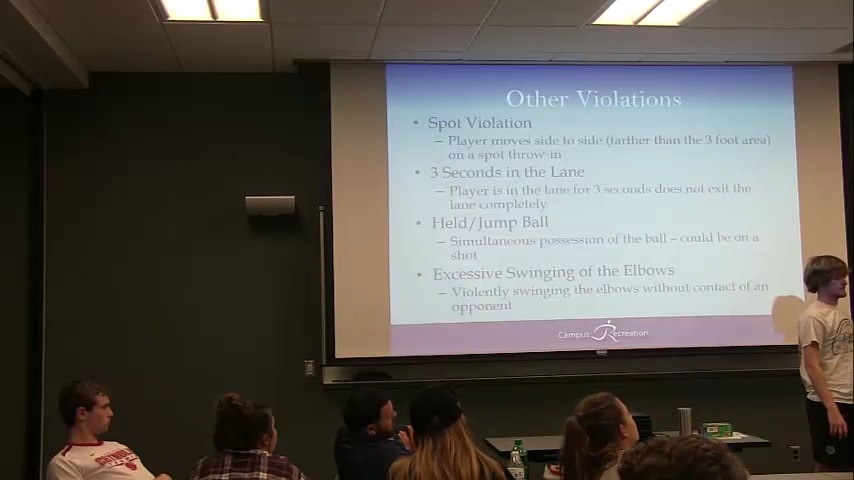 Other Violations
• Spot Violation
– Player moves side to side (farther than the 3 foot area)
on a spot throw-in
• 3 Seconds in the Lane
– Player is in the lane for 3 seconds does not exit the
lane completely
• Held/Jump Ball
– Simultaneous possession of the ball – could be on a
shot
• Excessive Swinging of the Elbows
– Violently swinging the elbows without contact of an
opponent
Campus Recreation